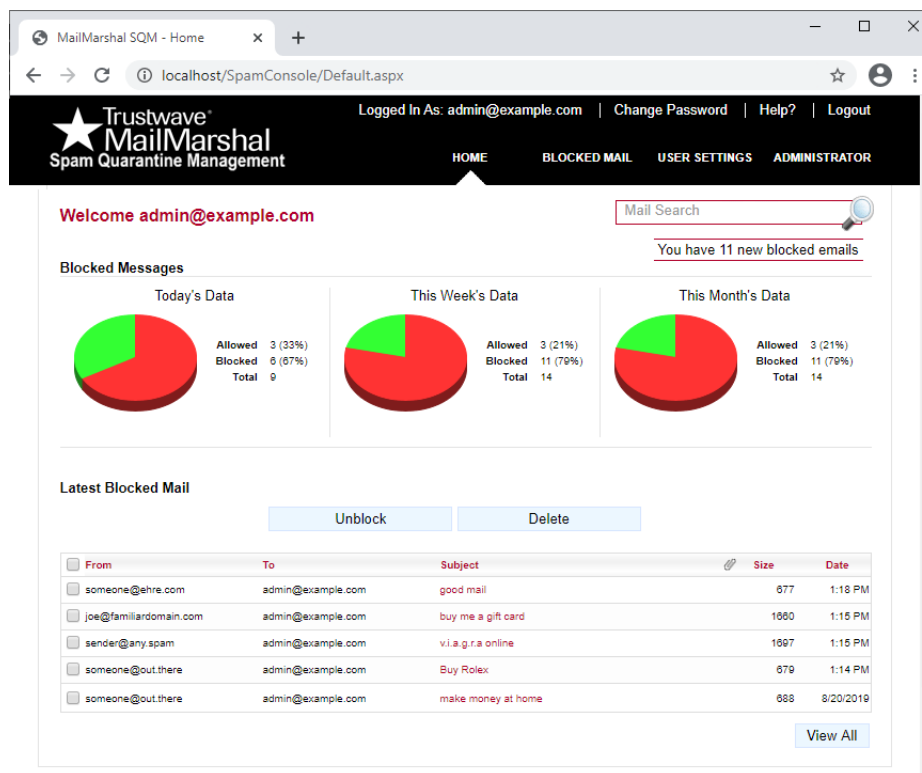 MailMarshal SQM - Home
localhost/SpamConsole/Default.aspx
Trustwave®
MailMarshal
Spam Quarantine Management
Logged In As: admin@example.com | Change Password | Help? | Logout
HOME BLOCKED MAIL USER SETTINGS ADMINISTRATOR
Welcome admin@example.com
Mail Search
You have 11 new blocked emails
Blocked Messages
Today's Data
Allowed 3 (33%)
Blocked 6 (67%)
Total 9
This Week's Data
Allowed 3 (21%)
Blocked 11 (79%)
Total 14
This Month's Data
Allowed 3 (21%)
Blocked 11 (79%)
Total 14
Latest Blocked Mail
Unblock Delete
From To Subject Size Date
someone@ehre.com admin@example.com good mail 677 1:18 PM
joe@familiardomain.com admin@example.com buy me a gift card 1660 1:15 PM
sender@any.spam admin@example.com v.i.a.g.r.a online 1697 1:15 PM
someone@out.there admin@example.com Buy Rolex 679 1:14 PM
someone@out.there admin@example.com make money at home 688 8/20/2019
View All